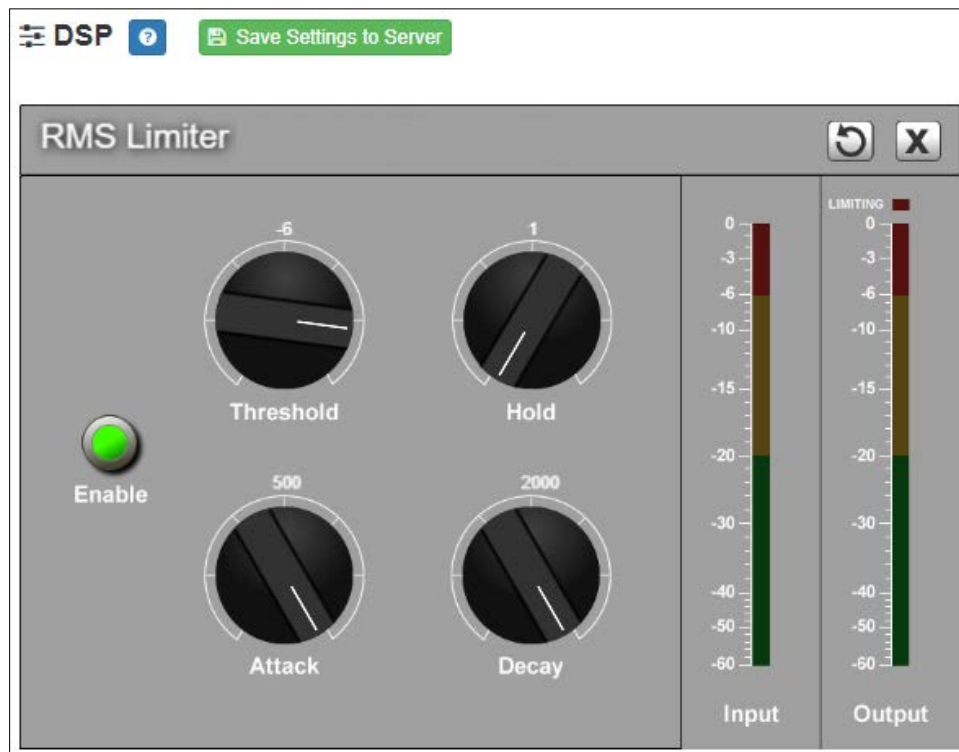 DSP ? Save Settings to Server
RMS Limiter X
-6
Threshold
1
Hold
Enable
500
Attack
2000
Decay
0
-3
-6
-10
-15
-20
-30
-40
-50
-60
Input
LIMITING
0
-3
-6
-10
-15
-20
-30
-40
-50
-60
Output